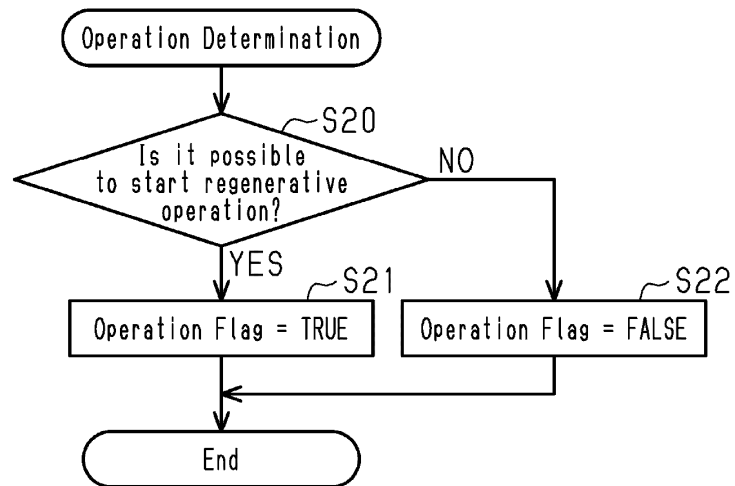 Operation Determination
S20
Is it possible
to start regenerative
operation?
NO
YES
S21
S22
Operation Flag = TRUE
Operation Flag = FALSE
End